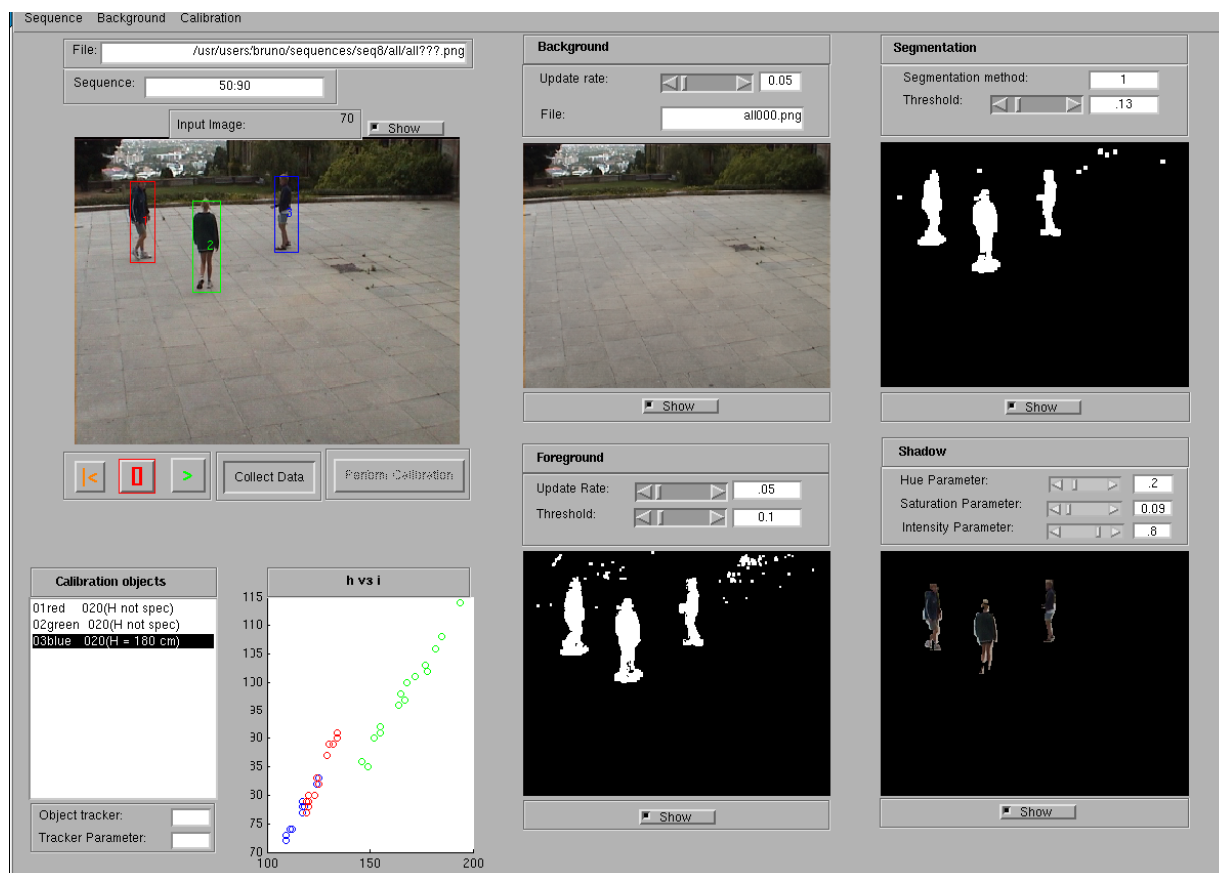 Sequence Background Calibration
File: /usr/users/bruno/sequences/seq8/all/all???.png
Sequence: 50:90
Input Image: 70
Show
1
2
3
Collect Data
Perform Calibration
Calibration objects
01red 020(H not spec)
02green 020(H not spec)
03blue 020(H = 180 cm)
Object tracker:
Tracker Parameter:
h vs i
115
110
135
130
35
30
35
30
75
70
100 150 200
Background
Update rate: 0.05
File: all000.png
Show
Foreground
Update Rate: .05
Threshold: 0.1
Show
Segmentation
Segmentation method: 1
Threshold: .13
Show
Shadow
Hue Parameter: .2
Saturation Parameter: 0.09
Intensity Parameter: .8
Show